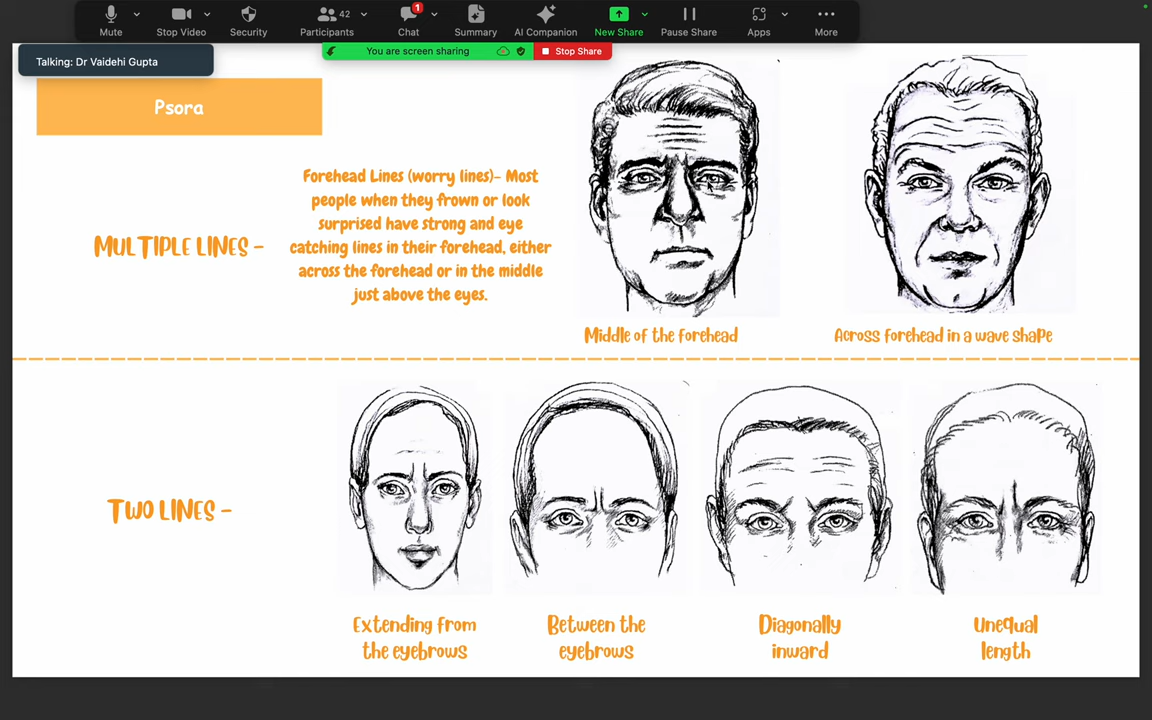 42
1
Mute
Stop Video
Security
Participants
Chat
Summary
AI Companion
New Share
Pause Share
Apps
More
You are screen sharing
Stop Share
Talking: Dr Vaidehi Gupta
Psora
MULTIPLE LINES -
Forehead Lines (worry lines)- Most
people when they frown or look
surprised have strong and eye
catching lines in their forehead, either
across the forehead or in the middle
just above the eyes.
Middle of the forehead
Across forehead in a wave shape
TWO LINES -
Extending from
the eyebrows
Between the
eyebrows
Diagonally
inward
Unequal
length